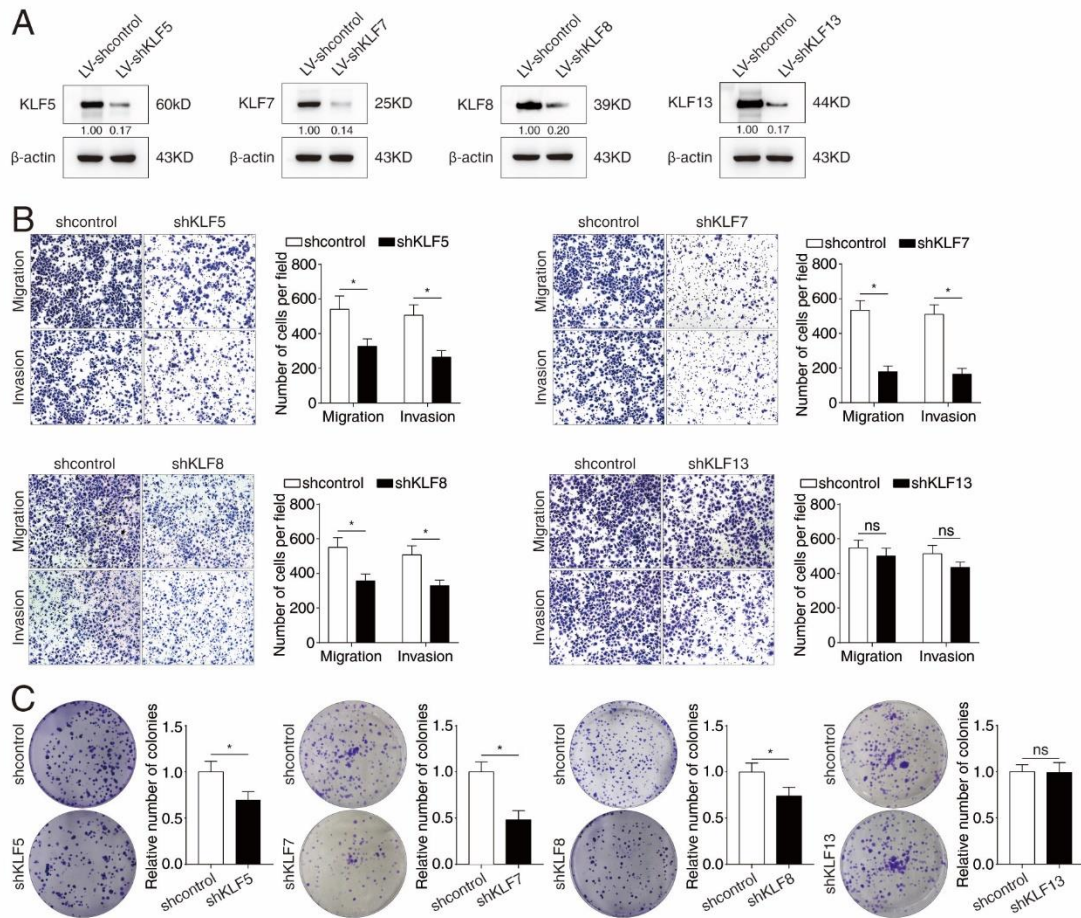 A
LV-shcontrol LV-shKLF5
KLF5 60kD
1.00 0.17
β-actin 43KD
LV-shcontrol LV-shKLF7
KLF7 25KD
1.00 0.14
β-actin 43KD
LV-shcontrol LV-shKLF8
KLF8 39KD
1.00 0.20
β-actin 43KD
LV-shcontrol LV-shKLF13
KLF13 44KD
1.00 0.17
β-actin 43KD
B
shcontrol shKLF5
Migration
Invasion
shcontrol shKLF5
Number of cells per field
800
600
400
200
0
* *
Migration Invasion
shcontrol shKLF7
Migration
Invasion
shcontrol shKLF7
Number of cells per field
800
600
400
200
0
* *
Migration Invasion
shcontrol shKLF8
Migration
Invasion
shcontrol shKLF8
Number of cells per field
800
600
400
200
0
* *
Migration Invasion
shcontrol shKLF13
Migration
Invasion
shcontrol shKLF13
Number of cells per field
800
600
400
200
0
ns ns
Migration Invasion
C
shcontrol
shKLF5
Relative number of colonies
1.5
1.0
0.5
0.0
*
shcontrol shKLF5
shcontrol
shKLF7
Relative number of colonies
1.5
1.0
0.5
0.0
*
shcontrol shKLF7
shcontrol
shKLF8
Relative number of colonies
1.5
1.0
0.5
0.0
*
shcontrol shKLF8
shcontrol
shKLF13
Relative number of colonies
1.5
1.0
0.5
0.0
ns
shcontrol shKLF13